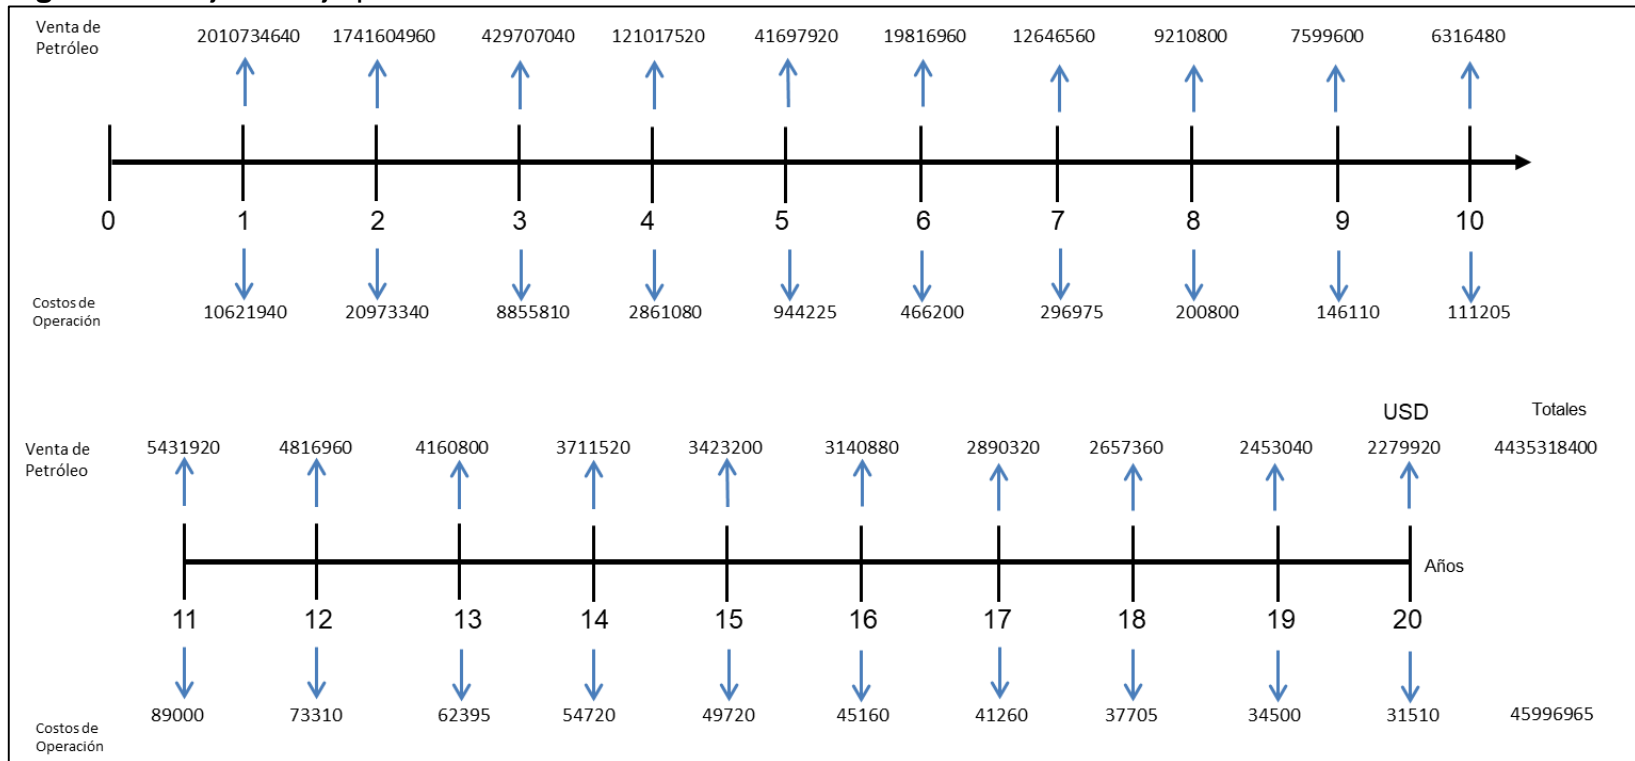 Venta de
Petróleo
2010734640 1741604960 429707040 121017520 41697920 19816960 12646560 9210800 7599600 6316480
0 1 2 3 4 5 6 7 8 9 10
Costos de
Operación
10621940 20973340 8855810 2861080 944225 466200 296975 200800 146110 111205
USD Totales
Venta de
Petróleo
5431920 4816960 4160800 3711520 3423200 3140880 2890320 2657360 2453040 2279920 4435318400
Años
11 12 13 14 15 16 17 18 19 20
89000 73310 62395 54720 49720 45160 41260 37705 34500 31510 45996965
Costos de
Operación